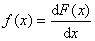 f(x) = dF(x)/dx